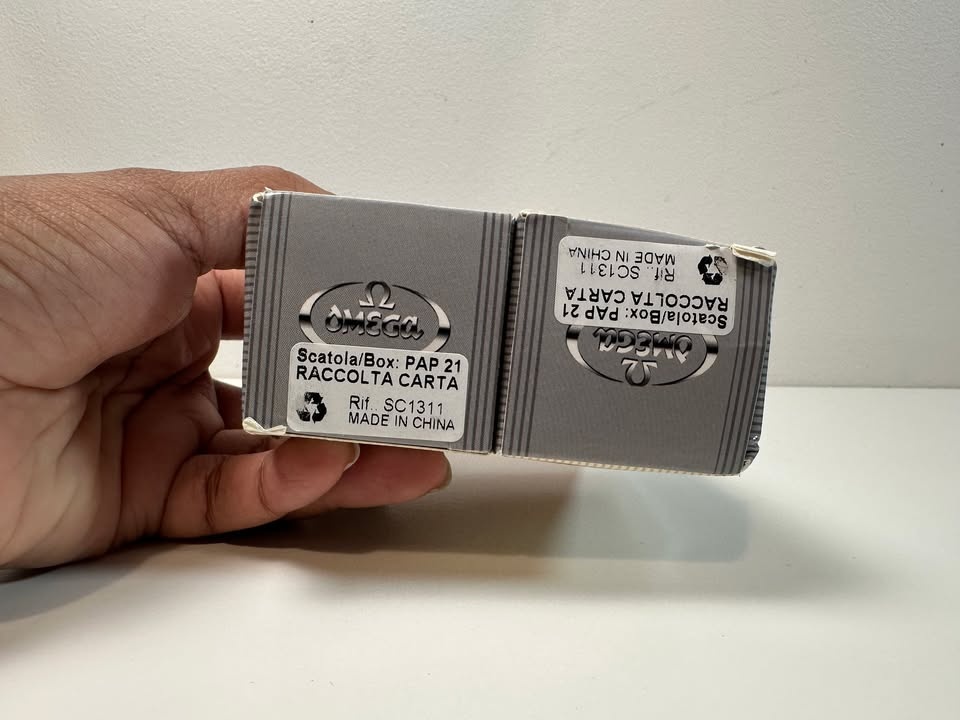 Ω
OMEGA
Scatola/Box: PAP 21
RACCOLTA CARTA
Rif.. SC1311
MADE IN CHINA
Scatola/Box: PAP 21
RACCOLTA CARTA
Rif.. SC1311
MADE IN CHINA
Ω
OMEGA